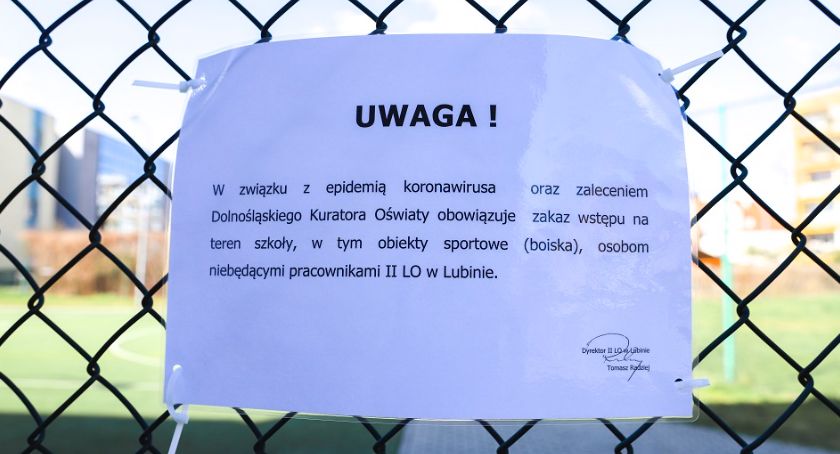 UWAGA !
W związku z epidemią koronawirusa oraz zaleceniem
Dolnośląskiego Kuratora Oświaty obowiązuje zakaz wstępu na
teren szkoły, w tym obiekty sportowe (boiska), osobom
niebędącymi pracownikami II LO w Lubinie.
Dyrektor II LO w Lubinie
Tomasz Radziej